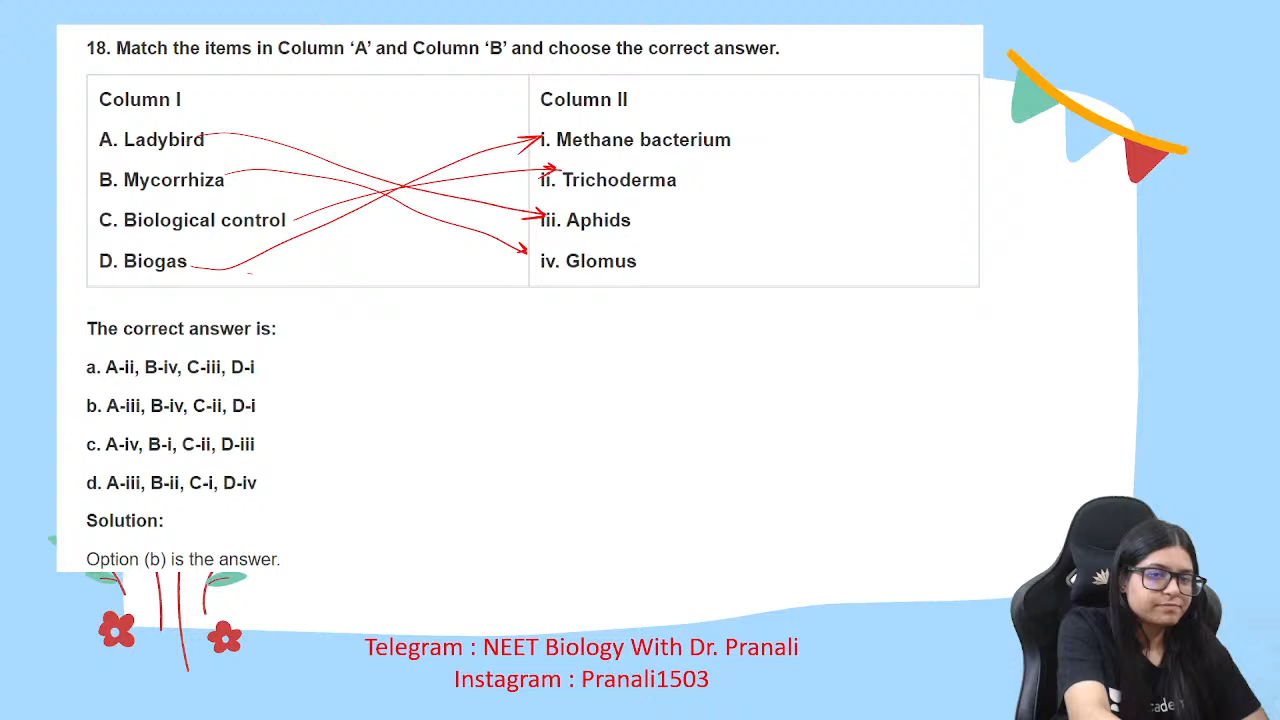 18. Match the items in Column ‘A’ and Column ‘B’ and choose the correct answer.
Column I
Column II
A. Ladybird
i. Methane bacterium
B. Mycorrhiza
ii. Trichoderma
C. Biological control
iii. Aphids
D. Biogas
iv. Glomus
The correct answer is:
a. A-ii, B-iv, C-iii, D-i
b. A-iii, B-iv, C-ii, D-i
c. A-iv, B-i, C-ii, D-iii
d. A-iii, B-ii, C-i, D-iv
Solution:
Option (b) is the answer.
Telegram : NEET Biology With Dr. Pranali
Instagram : Pranali1503